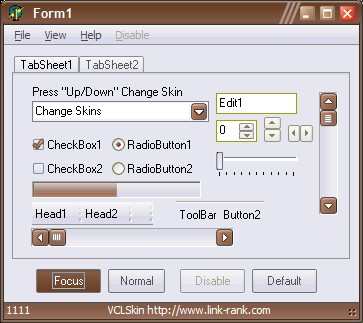 Form1
File View Help Disable
TabSheet1 TabSheet2
Press "Up/Down" Change Skin
Change Skins
Edit1
0
CheckBox1 RadioButton1
CheckBox2 RadioButton2
Head1 Head2
ToolBar Button2
Focus Normal Disable Default
1111 VCLSkin http://www.link-rank.com